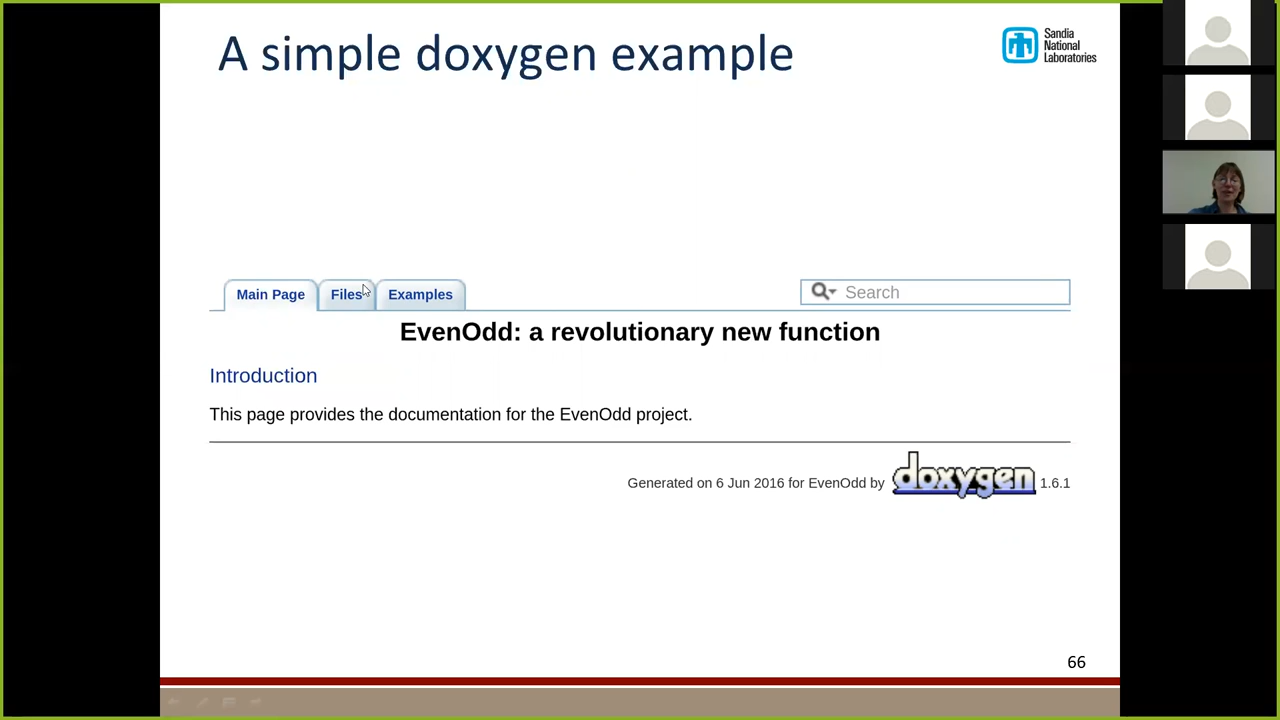 A simple doxygen example
Sandia
National
Laboratories
Main Page Files Examples Search
EvenOdd: a revolutionary new function
Introduction
This page provides the documentation for the EvenOdd project.
Generated on 6 Jun 2016 for EvenOdd by doxygen 1.6.1
66